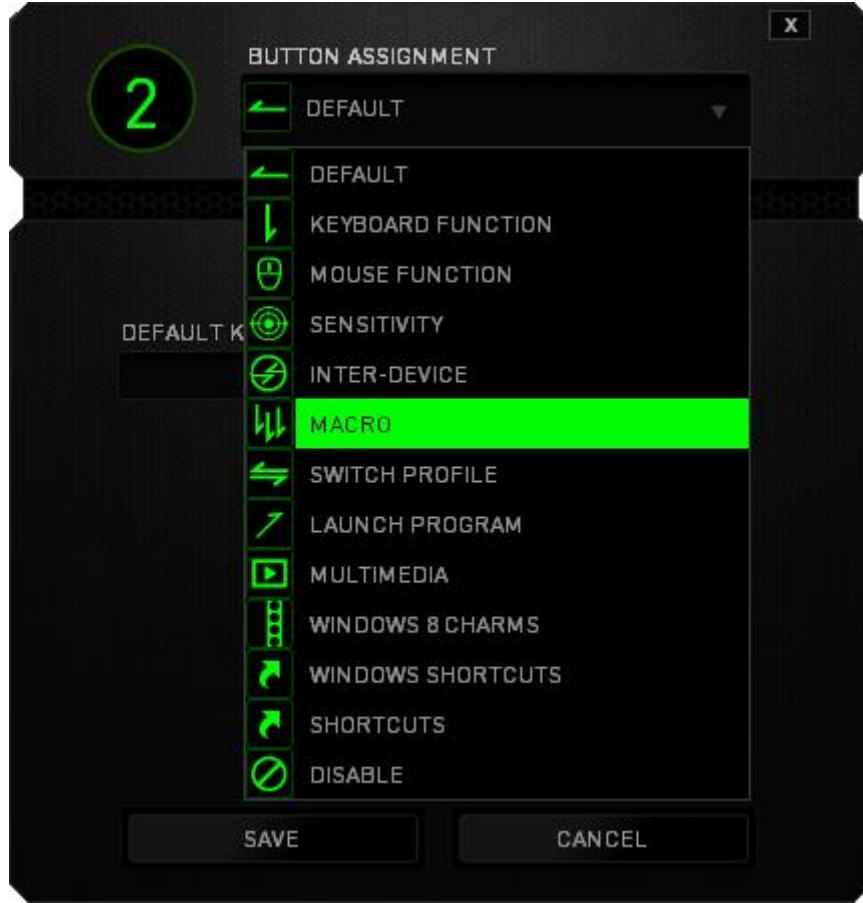 X
BUTTON ASSIGNMENT
2
DEFAULT
DEFAULT
KEYBOARD FUNCTION
MOUSE FUNCTION
SENSITIVITY
DEFAULT K
INTER-DEVICE
MACRO
SWITCH PROFILE
LAUNCH PROGRAM
MULTIMEDIA
WINDOWS 8 CHARMS
WINDOWS SHORTCUTS
SHORTCUTS
DISABLE
SAVE
CANCEL